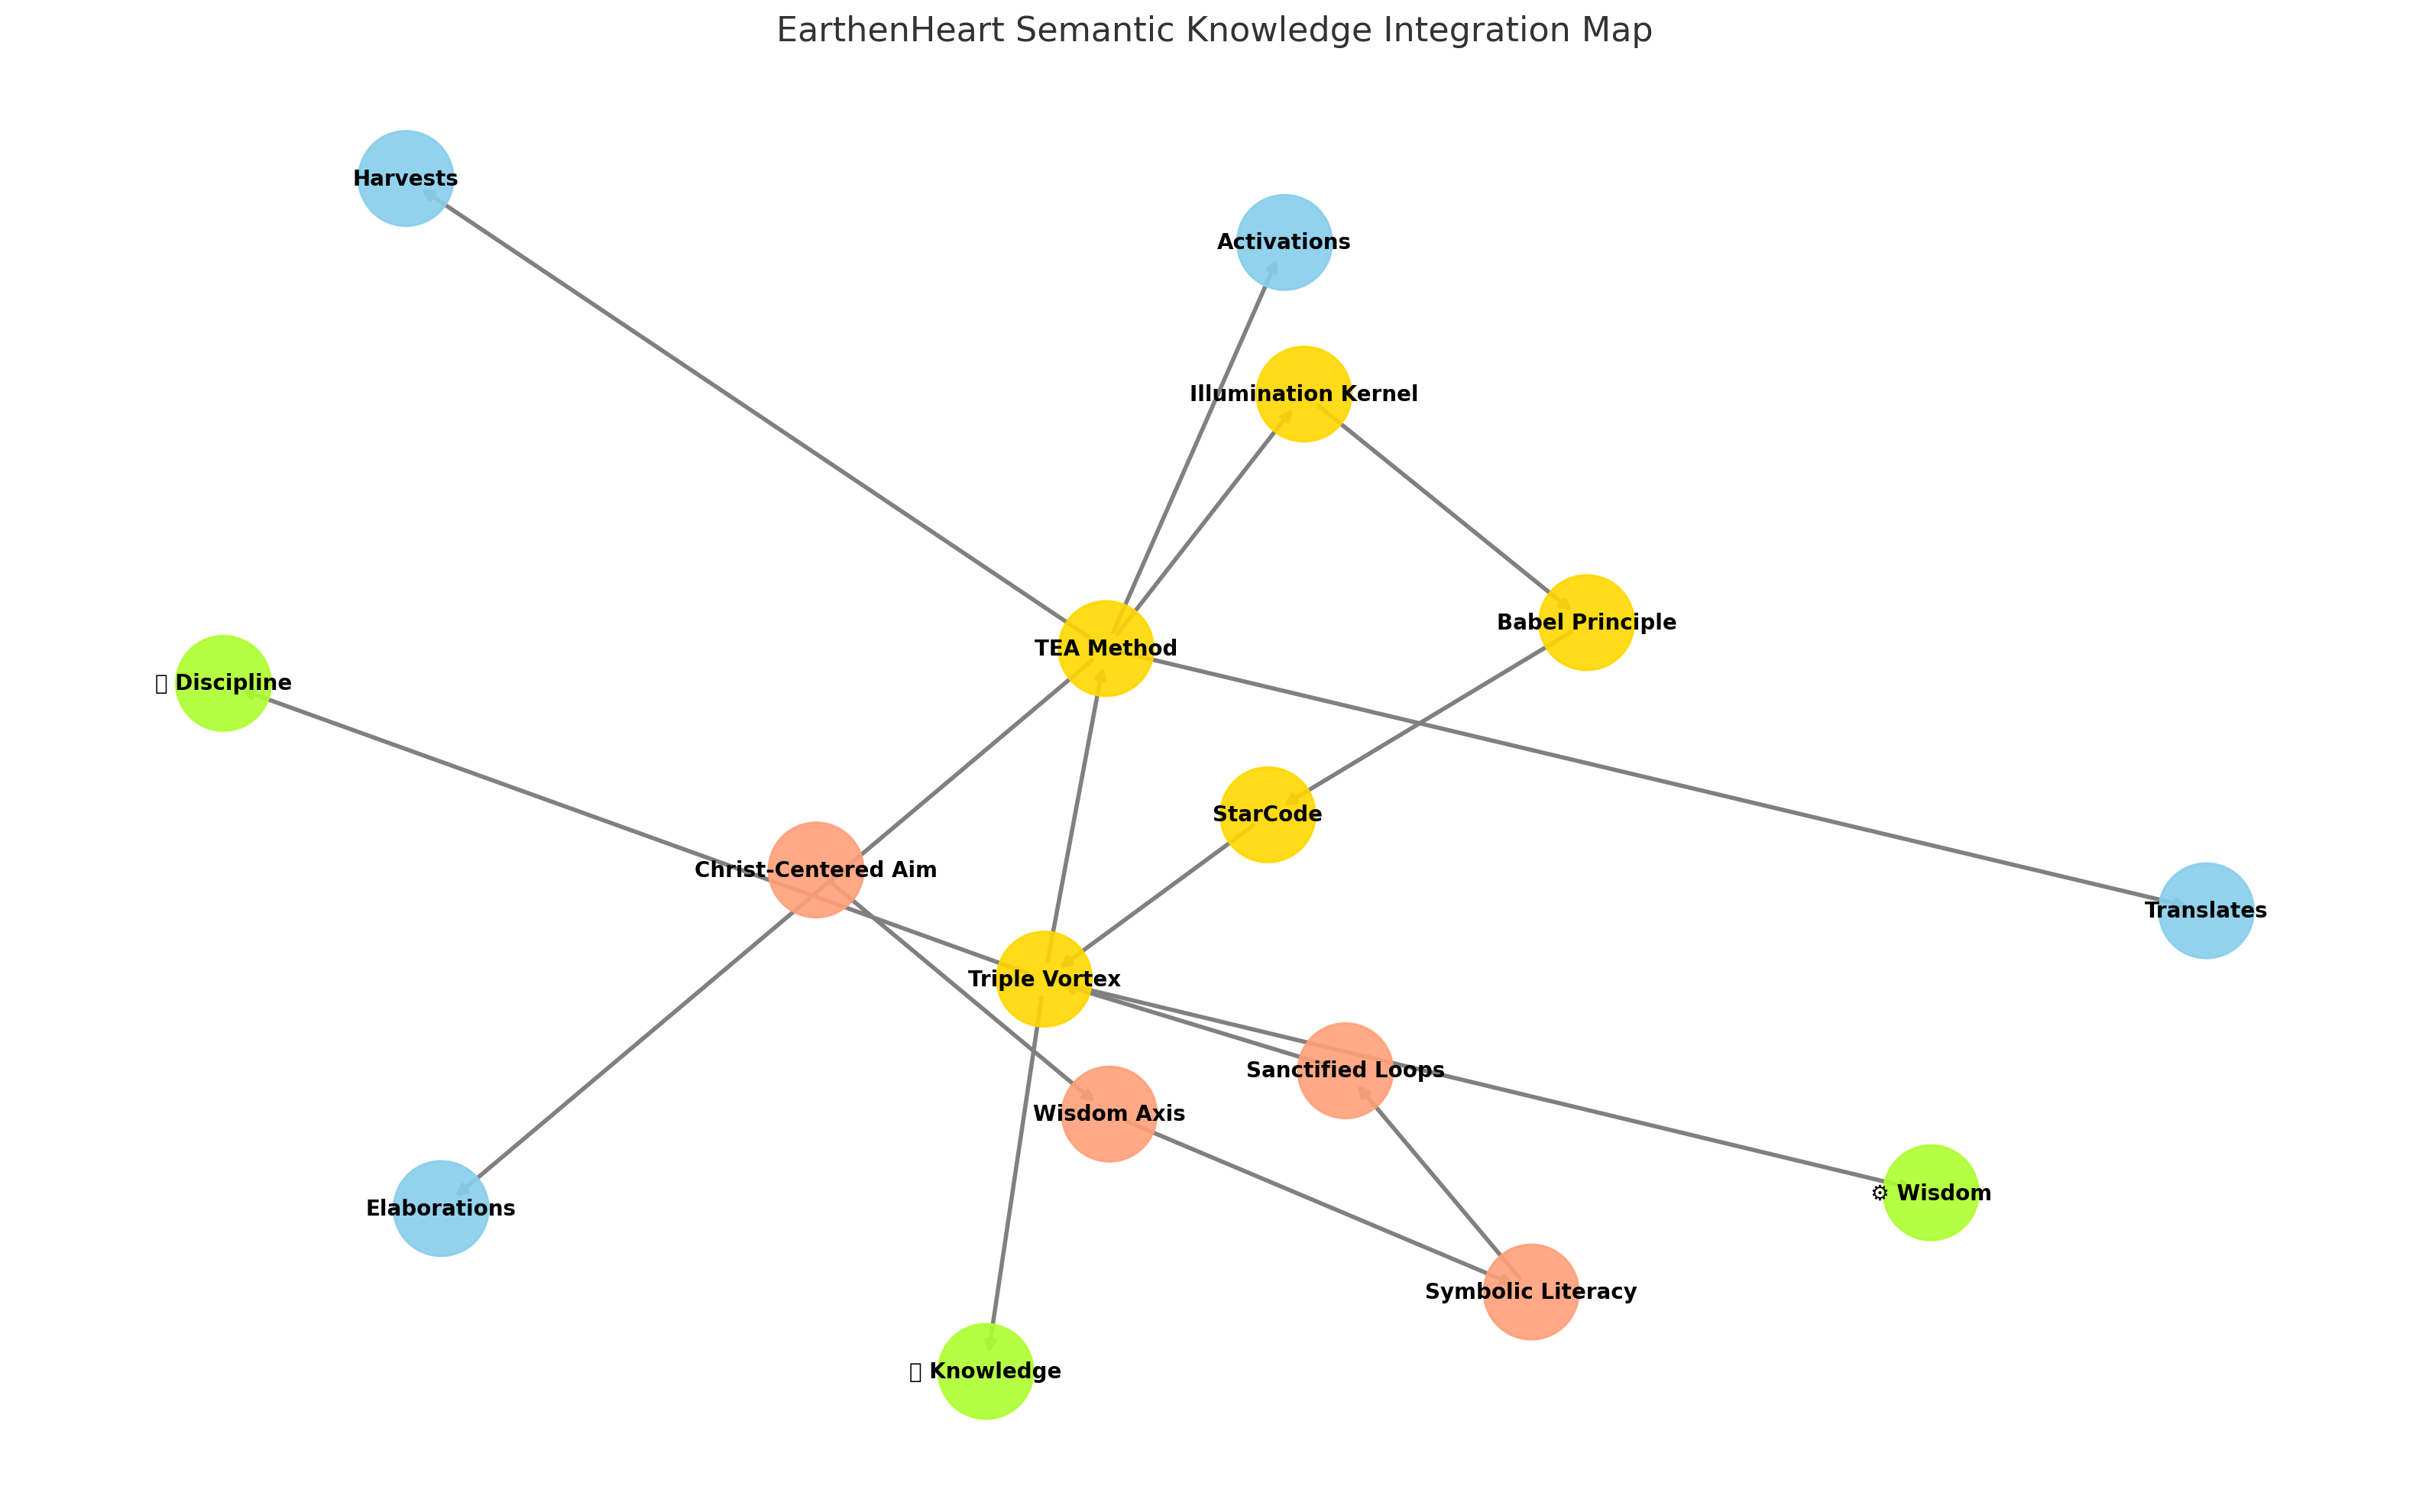 EarthenHeart Semantic Knowledge Integration Map
Harvests
Activations
Illumination Kernel
Babel Principle
TEA Method
▯ Discipline
StarCode
Christ-Centered Aim
Translates
Triple Vortex
Sanctified Loops
Wisdom Axis
⚙ Wisdom
Elaborations
Symbolic Literacy
▯ Knowledge